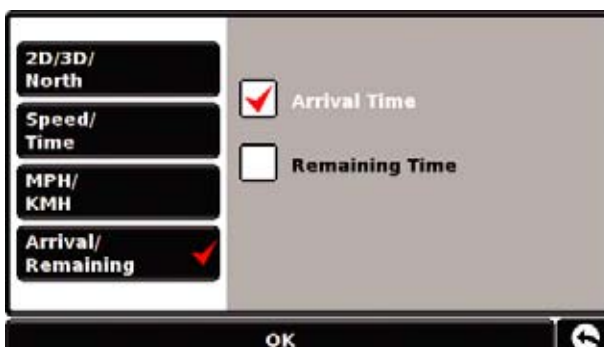 2D/3D/
North
Speed/
Time
MPH/
KMH
Arrival/
Remaining
Arrival Time
Remaining Time
OK